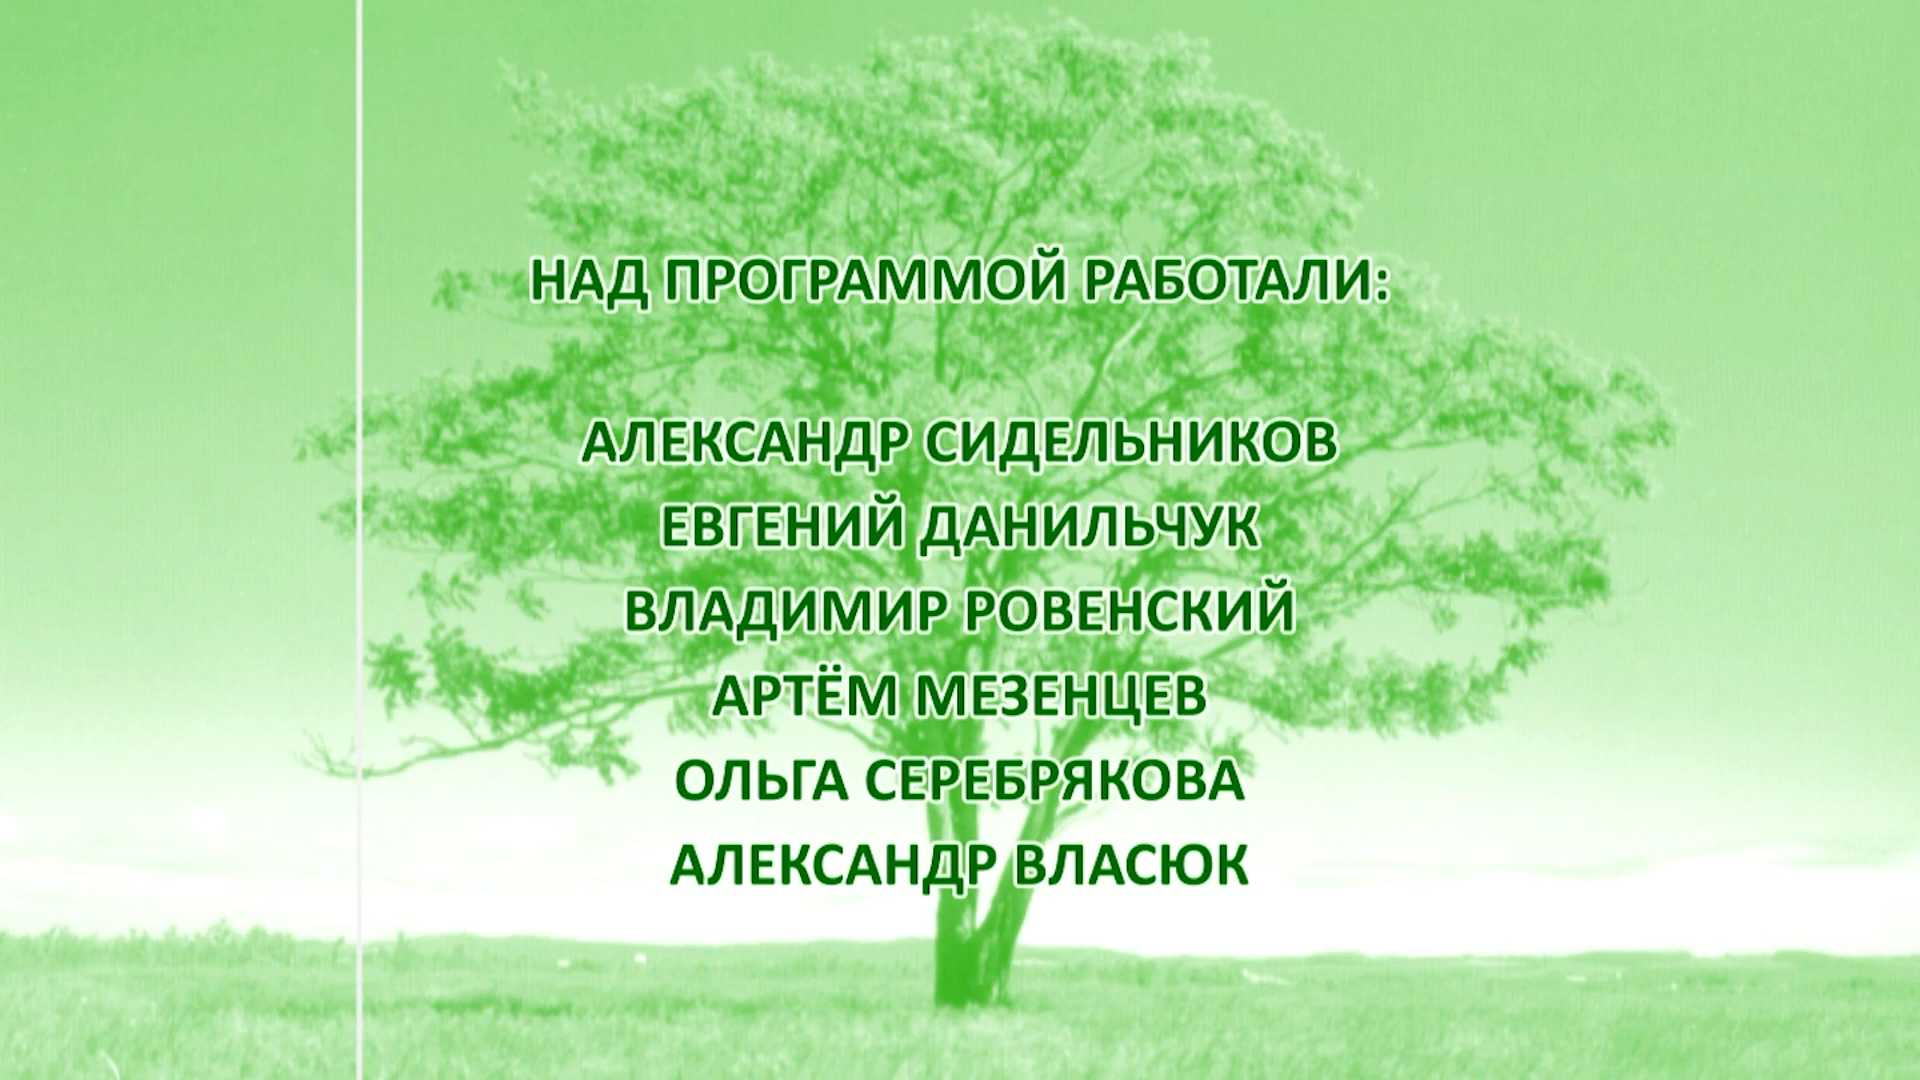 НАД ПРОГРАММОЙ РАБОТАЛИ:
АЛЕКСАНДР СИДЕЛЬНИКОВ
ЕВГЕНИЙ ДАНИЛЬЧУК
ВЛАДИМИР РОВЕНСКИЙ
АРТЁМ МЕЗЕНЦЕВ
ОЛЬГА СЕРЕБРЯКОВА
АЛЕКСАНДР ВЛАСЮК